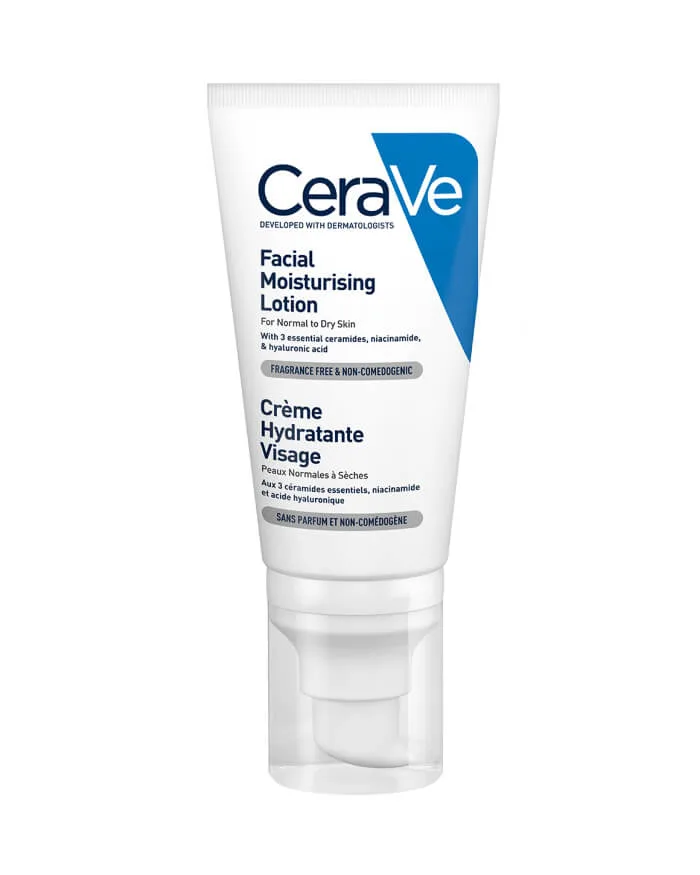 CeraVe
DEVELOPED WITH DERMATOLOGISTS
Facial
Moisturising
Lotion
For Normal to Dry Skin
With 3 essential ceramides, niacinamide,
& hyaluronic acid
FRAGRANCE FREE & NON-COMEDOGENIC
Crème
Hydratante
Visage
Peaux Normales à Sèches
Aux 3 céramides essentiels, niacinamide
et acide hyaluronique
SANS PARFUM ET NON-COMÉDOGÈNE